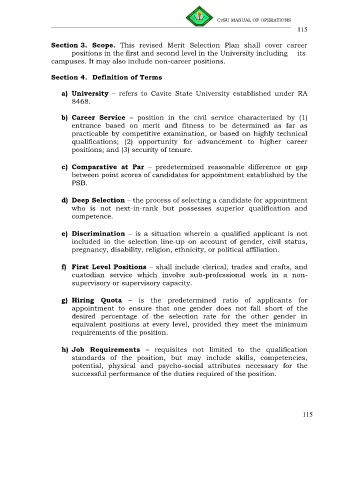 CvSU MANUAL OF OPERATIONS
115
Section 3. Scope. This revised Merit Selection Plan shall cover career
positions in the first and second level in the University including its
campuses. It may also include non-career positions.
Section 4. Definition of Terms
a) University – refers to Cavite State University established under RA
8468.
b) Career Service – position in the civil service characterized by (1)
entrance based on merit and fitness to be determined as far as
practicable by competitive examination, or based on highly technical
qualifications; (2) opportunity for advancement to higher career
positions; and (3) security of tenure.
c) Comparative at Par – predetermined reasonable difference or gap
between point scores of candidates for appointment established by the
PSB.
d) Deep Selection – the process of selecting a candidate for appointment
who is not next-in-rank but possesses superior qualification and
competence.
e) Discrimination – is a situation wherein a qualified applicant is not
included in the selection line-up on account of gender, civil status,
pregnancy, disability, religion, ethnicity, or political affiliation.
f) First Level Positions – shall include clerical, trades and crafts, and
custodian service which involve sub-professional work in a non-
supervisory or supervisory capacity.
g) Hiring Quota – is the predetermined ratio of applicants for
appointment to ensure that one gender does not fall short of the
desired percentage of the selection rate for the other gender in
equivalent positions at every level, provided they meet the minimum
requirements of the position.
h) Job Requirements – requisites not limited to the qualification
standards of the position, but may include skills, competencies,
potential, physical and psycho-social attributes necessary for the
successful performance of the duties required of the position.
115